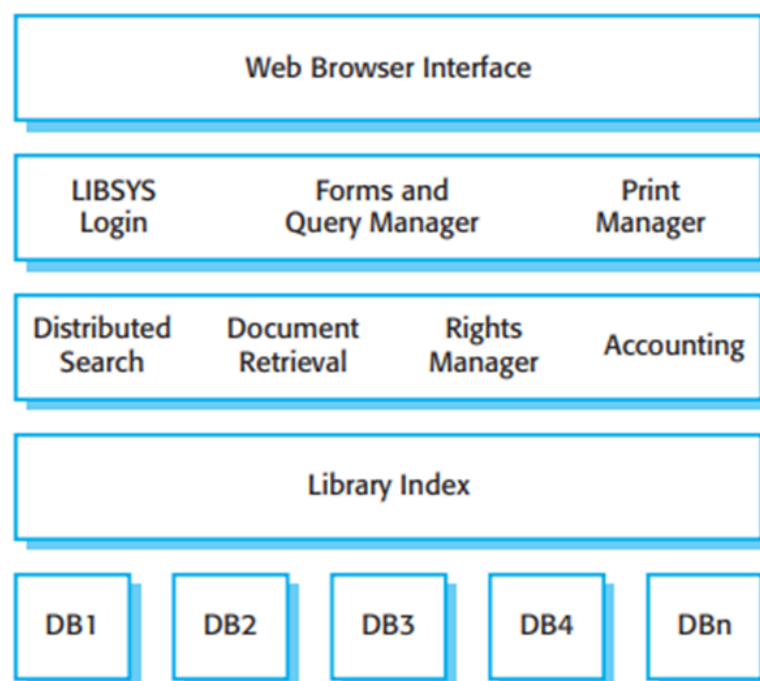 Web Browser Interface
LIBSYS
Login
Forms and
Query Manager
Print
Manager
Distributed
Search
Document
Retrieval
Rights
Manager
Accounting
Library Index
DB1
DB2
DB3
DB4
DBn